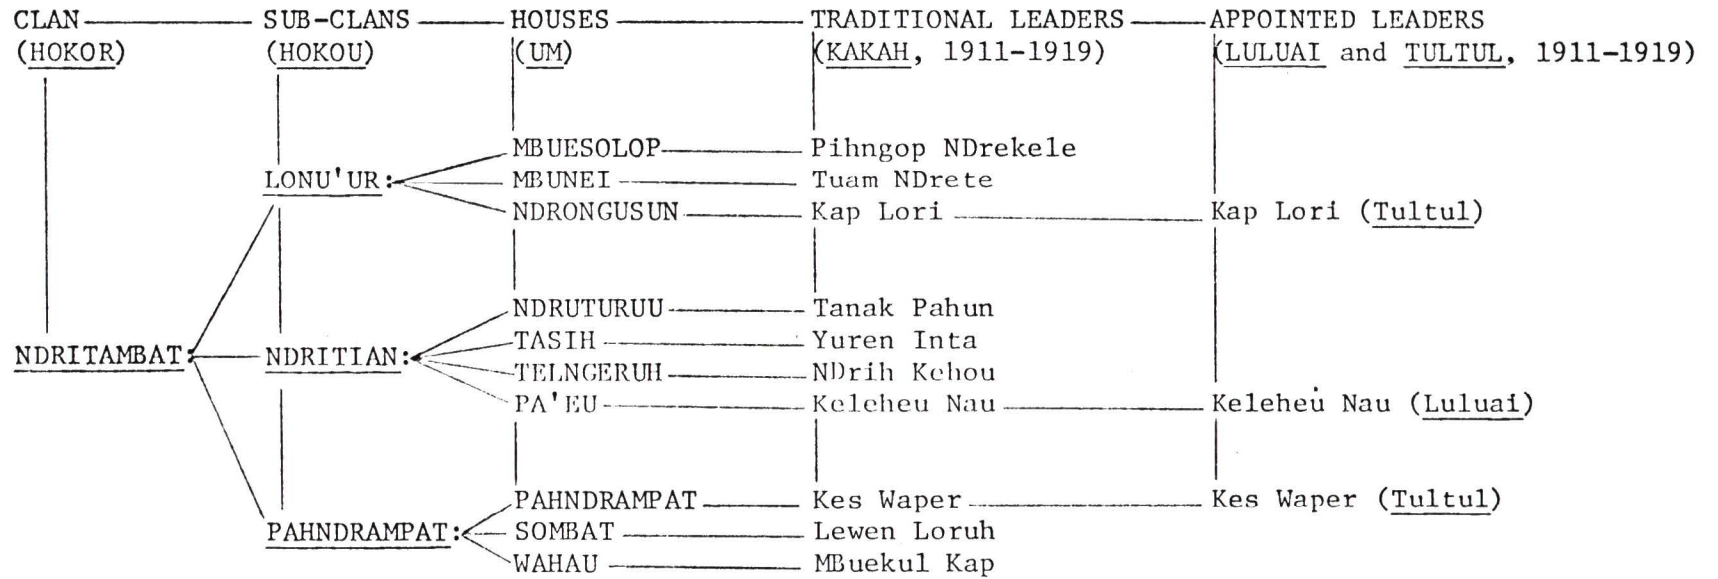 CLAN SUB-CLANS HOUSES TRADITIONAL LEADERS APPOINTED LEADERS
(HOKOR) (HOKOU) (UM) (KAKAH, 1911-1919) (LULUAI and TULTUL, 1911-1919)
MBUESOLOP Pihngop NDrekele
LONU'UR: MBUNEI Tuam NDrete
NDRONGUSUN Kap Lori Kap Lori (Tultul)
NDRUTURUU Tanak Pahun
TASIH Yuren Inta
NDRITAMBAT: NDRITIAN:
TELNGERUH NDrih Kehou
PA'EU Keleheu Nau Keleheu Nau (Luluai)
PAHNDRAMPAT Kes Waper Kes Waper (Tultul)
PAHNDRAMPAT: SOMBAT Lewen Loruh
WAHAU MBuekul Kap